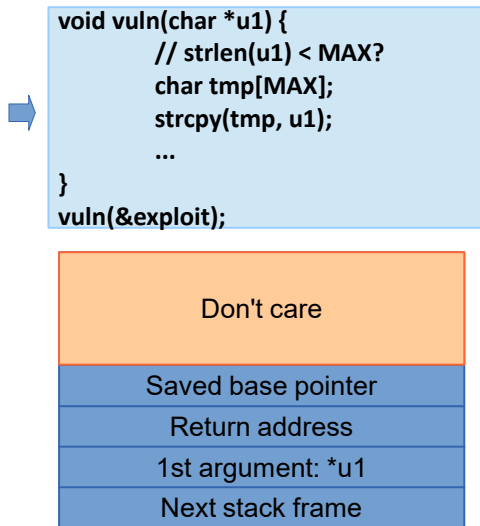 void vuln(char *u1) {
// strlen(u1) < MAX?
char tmp[MAX];
strcpy(tmp, u1);
...
}
vuln(&exploit);
Don't care
Saved base pointer
Return address
1st argument: *u1
Next stack frame